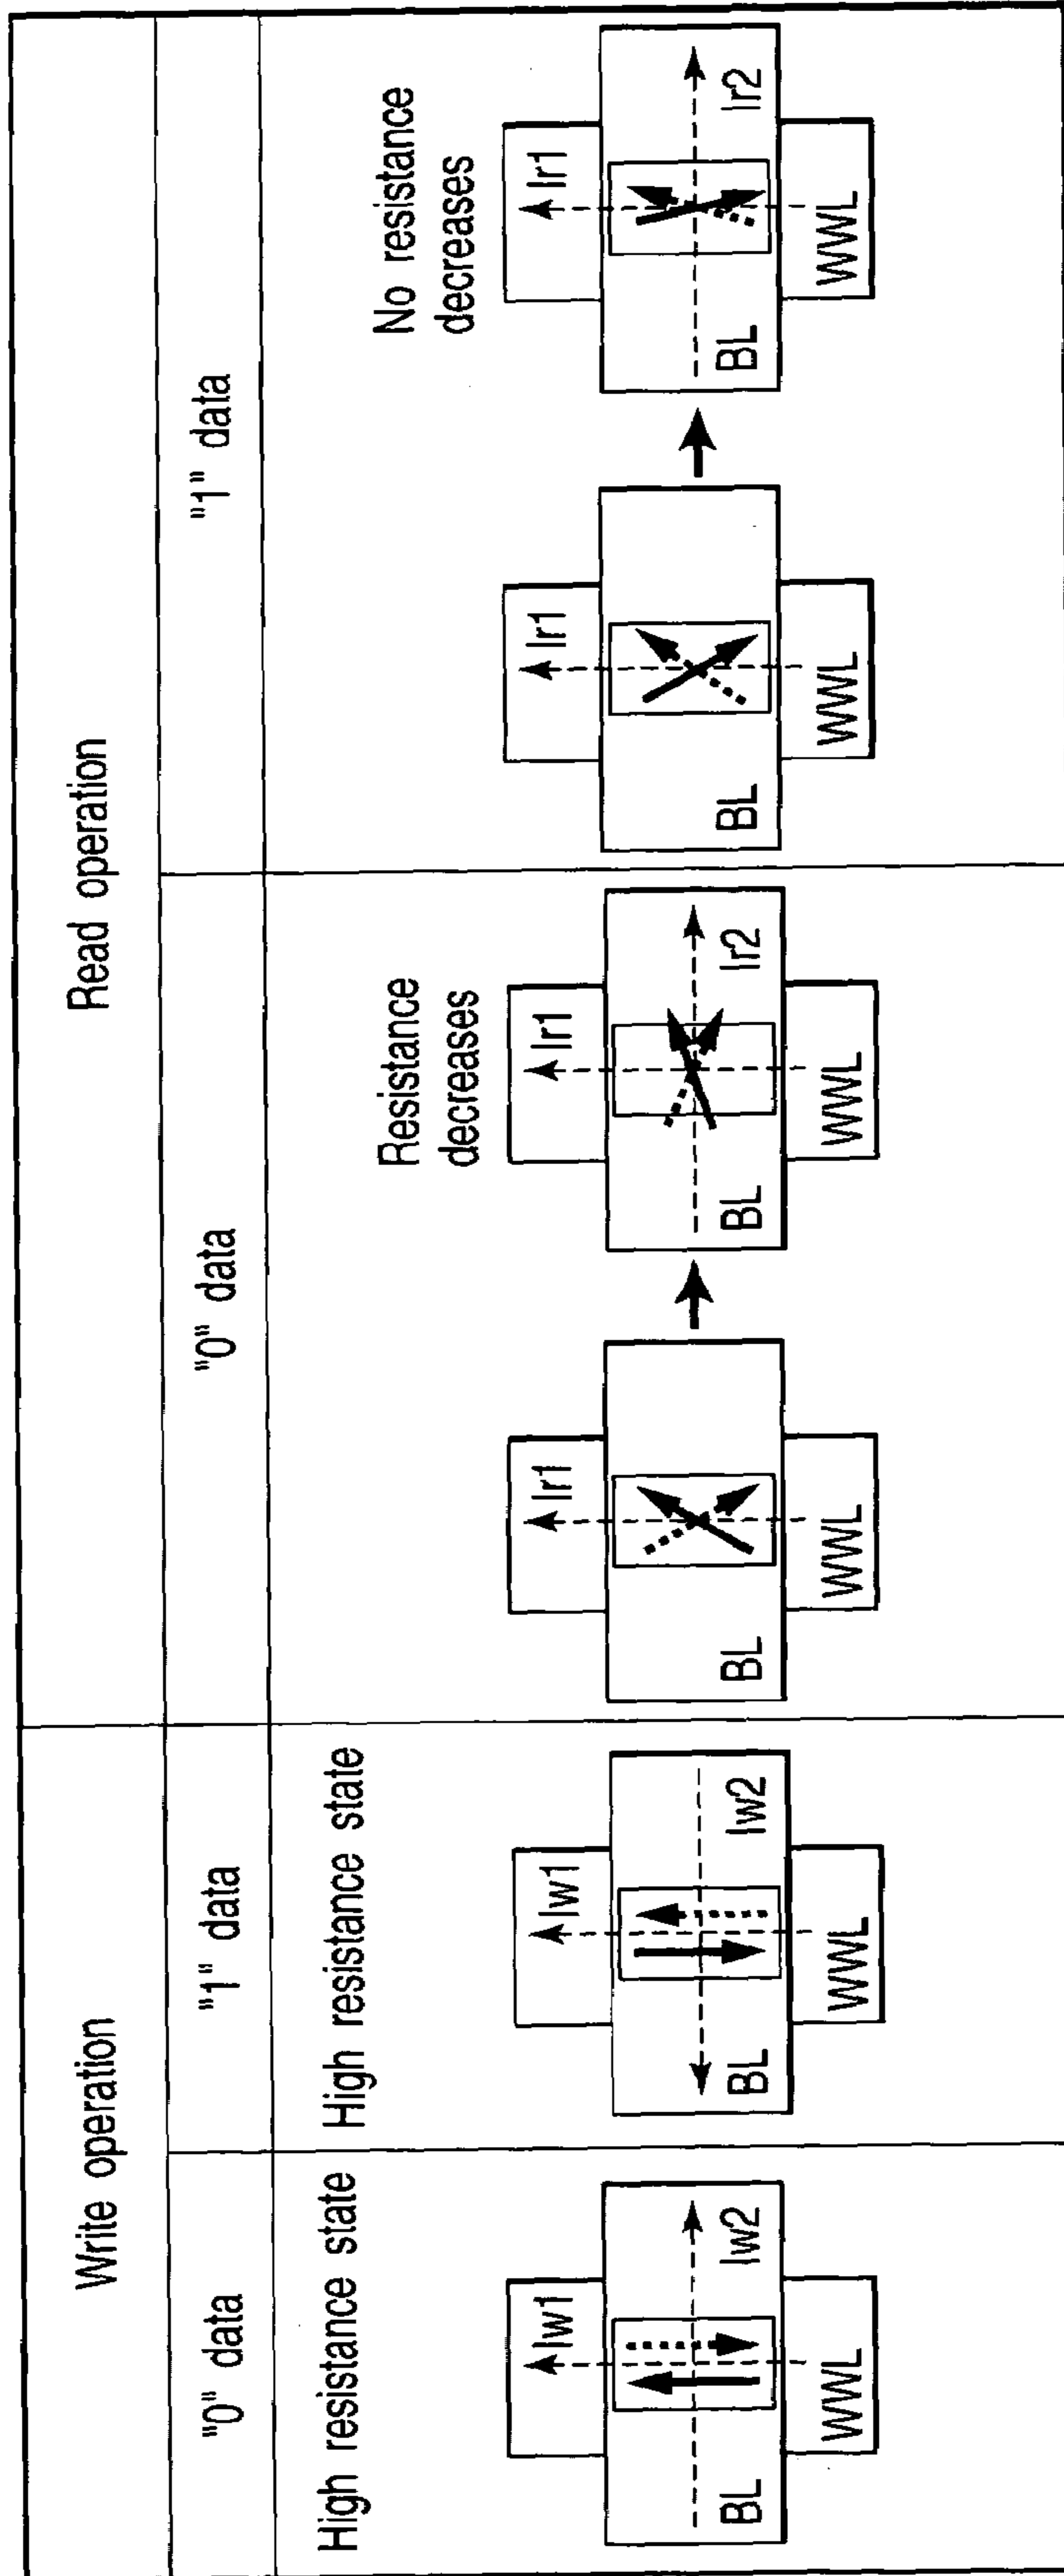 Write operation
Read operation
"0" data
"1" data
"0" data
"1" data
High resistance state
High resistance state
Resistance
decreases
No resistance
decreases
Iw1
Iw2
BL
WWL
Iw1
Iw2
BL
WWL
Ir1
BL
WWL
Ir1
Ir2
BL
WWL
Ir1
BL
WWL
Ir1
Ir2
BL
WWL